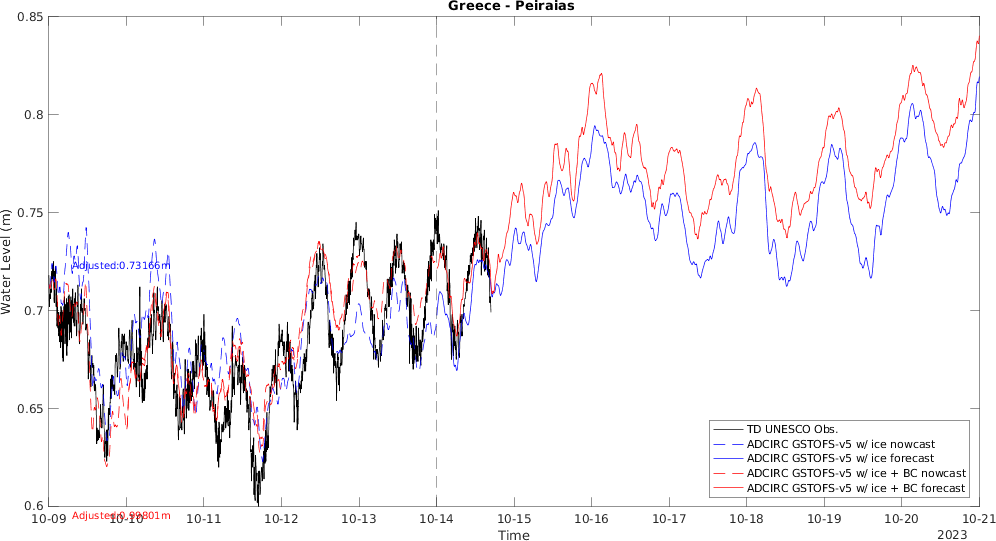 Greece - Peiraias
0.85
0.8
0.75
0.7
0.65
0.6
Water Level (m)
Adjusted:0.73166m
TD UNESCO Obs.
ADCIRC GSTOFS-v5 w/ ice nowcast
ADCIRC GSTOFS-v5 w/ ice forecast
ADCIRC GSTOFS-v5 w/ ice + BC nowcast
ADCIRC GSTOFS-v5 w/ ice + BC forecast
10-09 10-10 10-11 10-12 10-13 10-14 10-15 10-16 10-17 10-18 10-19 10-20 10-21
Time
2023